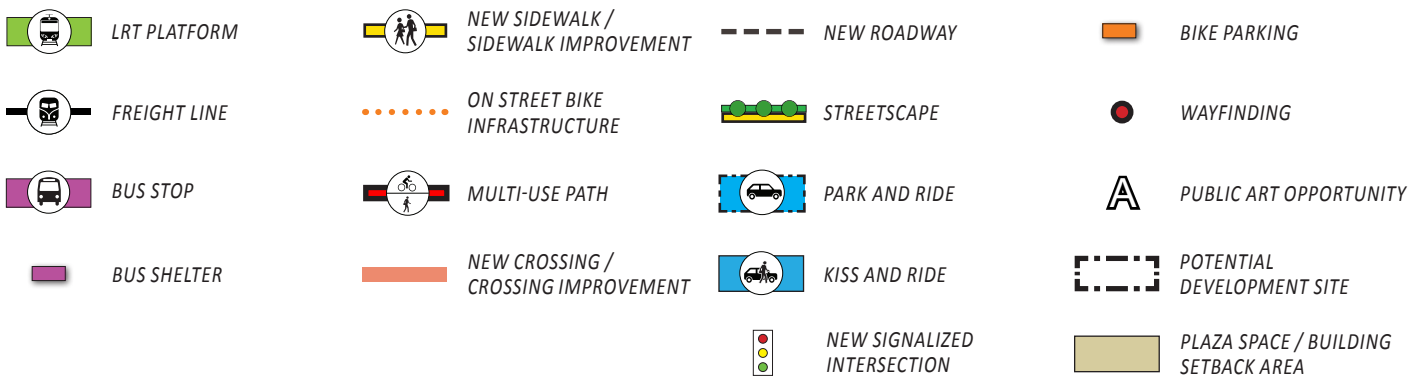 LRT PLATFORM
FREIGHT LINE
BUS STOP
BUS SHELTER
NEW SIDEWALK /
SIDEWALK IMPROVEMENT
ON STREET BIKE
INFRASTRUCTURE
MULTI-USE PATH
NEW CROSSING /
CROSSING IMPROVEMENT
NEW ROADWAY
STREETSCAPE
PARK AND RIDE
KISS AND RIDE
NEW SIGNALIZED
INTERSECTION
BIKE PARKING
WAYFINDING
A
PUBLIC ART OPPORTUNITY
POTENTIAL
DEVELOPMENT SITE
PLAZA SPACE / BUILDING
SETBACK AREA